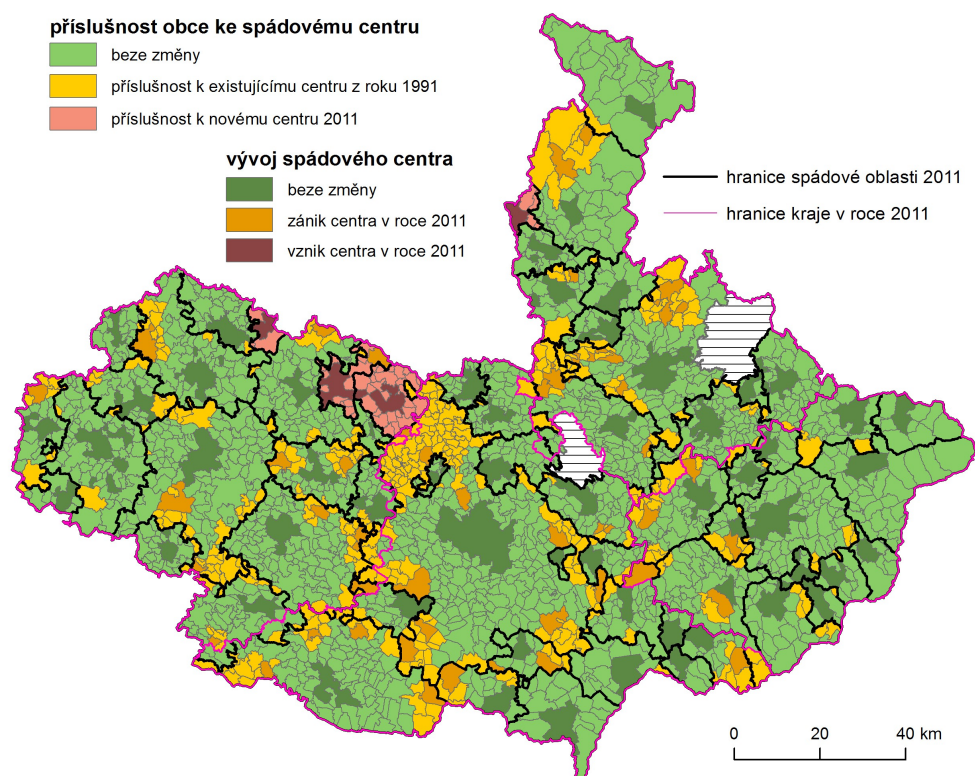 příslušnost obce ke spádovému centru
beze změny
příslušnost k existujícímu centru z roku 1991
příslušnost k novému centru 2011
vývoj spádového centra
beze změny
zánik centra v roce 2011
vznik centra v roce 2011
hranice spádové oblasti 2011
hranice kraje v roce 2011
0 20 40 km